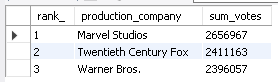 rank_ production_company sum_votes
1 Marvel Studios 2656967
2 Twentieth Century Fox 2411163
3 Warner Bros. 2396057